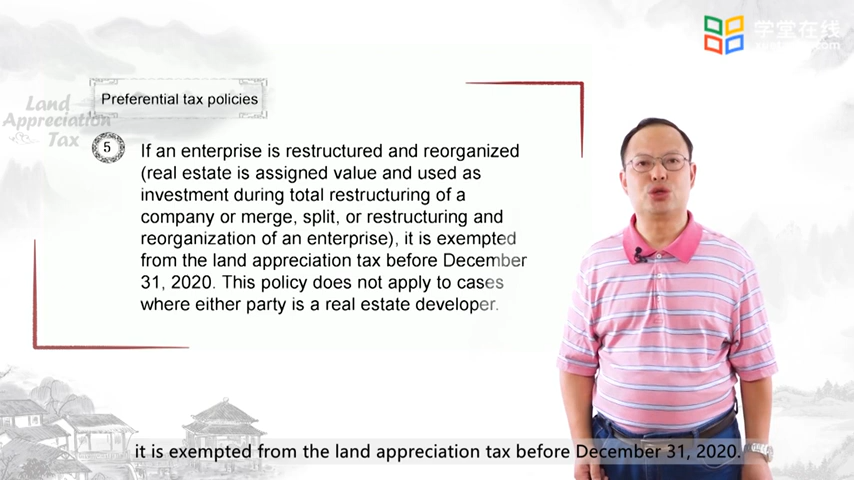 学堂在线
xuetangx.com
Preferential tax policies
Land
Appreciation
Tax
5
If an enterprise is restructured and reorganized
(real estate is assigned value and used as
investment during total restructuring of a
company or merge, split, or restructuring and
reorganization of an enterprise), it is exempted
from the land appreciation tax before December
31, 2020. This policy does not apply to cases
where either party is a real estate developer.
it is exempted from the land appreciation tax before December 31, 2020.